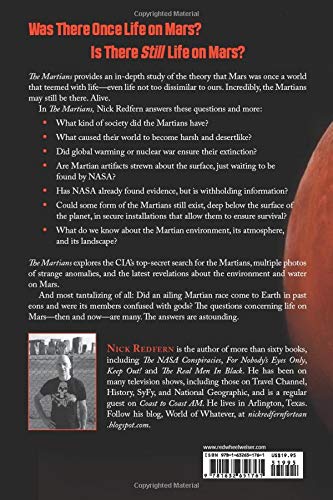 Was There Once Life on Mars?
Is There Still Life on Mars?
The Martians provides an in-depth study of the theory that Mars was once a world
that teemed with life—even life not too dissimilar to ours. Incredibly, the Martians
may still be there. Alive.
In The Martians, Nick Redfern answers these questions and more:
• What kind of society did the Martians have?
• What caused their world to become harsh and desertlike?
• Did global warming or nuclear war ensure their extinction?
• Are Martian artifacts strewn about the surface, just waiting to
be found by NASA?
• Has NASA already found evidence, but is withholding information?
• Could some form of the Martians still exist, deep below the surface of
the planet, in secure installations that allow them to ensure survival?
• What do we know about the Martian environment, its atmosphere,
and its landscape?
The Martians explores the CIA's top-secret search for the Martians, multiple photos
of strange anomalies, and the latest revelations about the environment and water
on Mars.
And most tantalizing of all: Did an ailing Martian race come to Earth in past
eons and were its members confused with gods? The questions concerning life on
Mars—then and now—are many. The answers are astounding.
NICK REDFERN is the author of more than sixty books,
including The NASA Conspiracies, For Nobody's Eyes Only,
Keep Out! and The Real Men In Black. He has been on
many television shows, including those on Travel Channel,
History, SyFy, and National Geographic, and is a regular
guest on Coast to Coast AM. He lives in Arlington, Texas.
Follow his blog, World of Whatever, at nickredfernfortean
.blogspot.com.
www.redwheelweiser.com
ISBN: 978-1-63265-176-1
US $19.95
51995
9 781632 651761